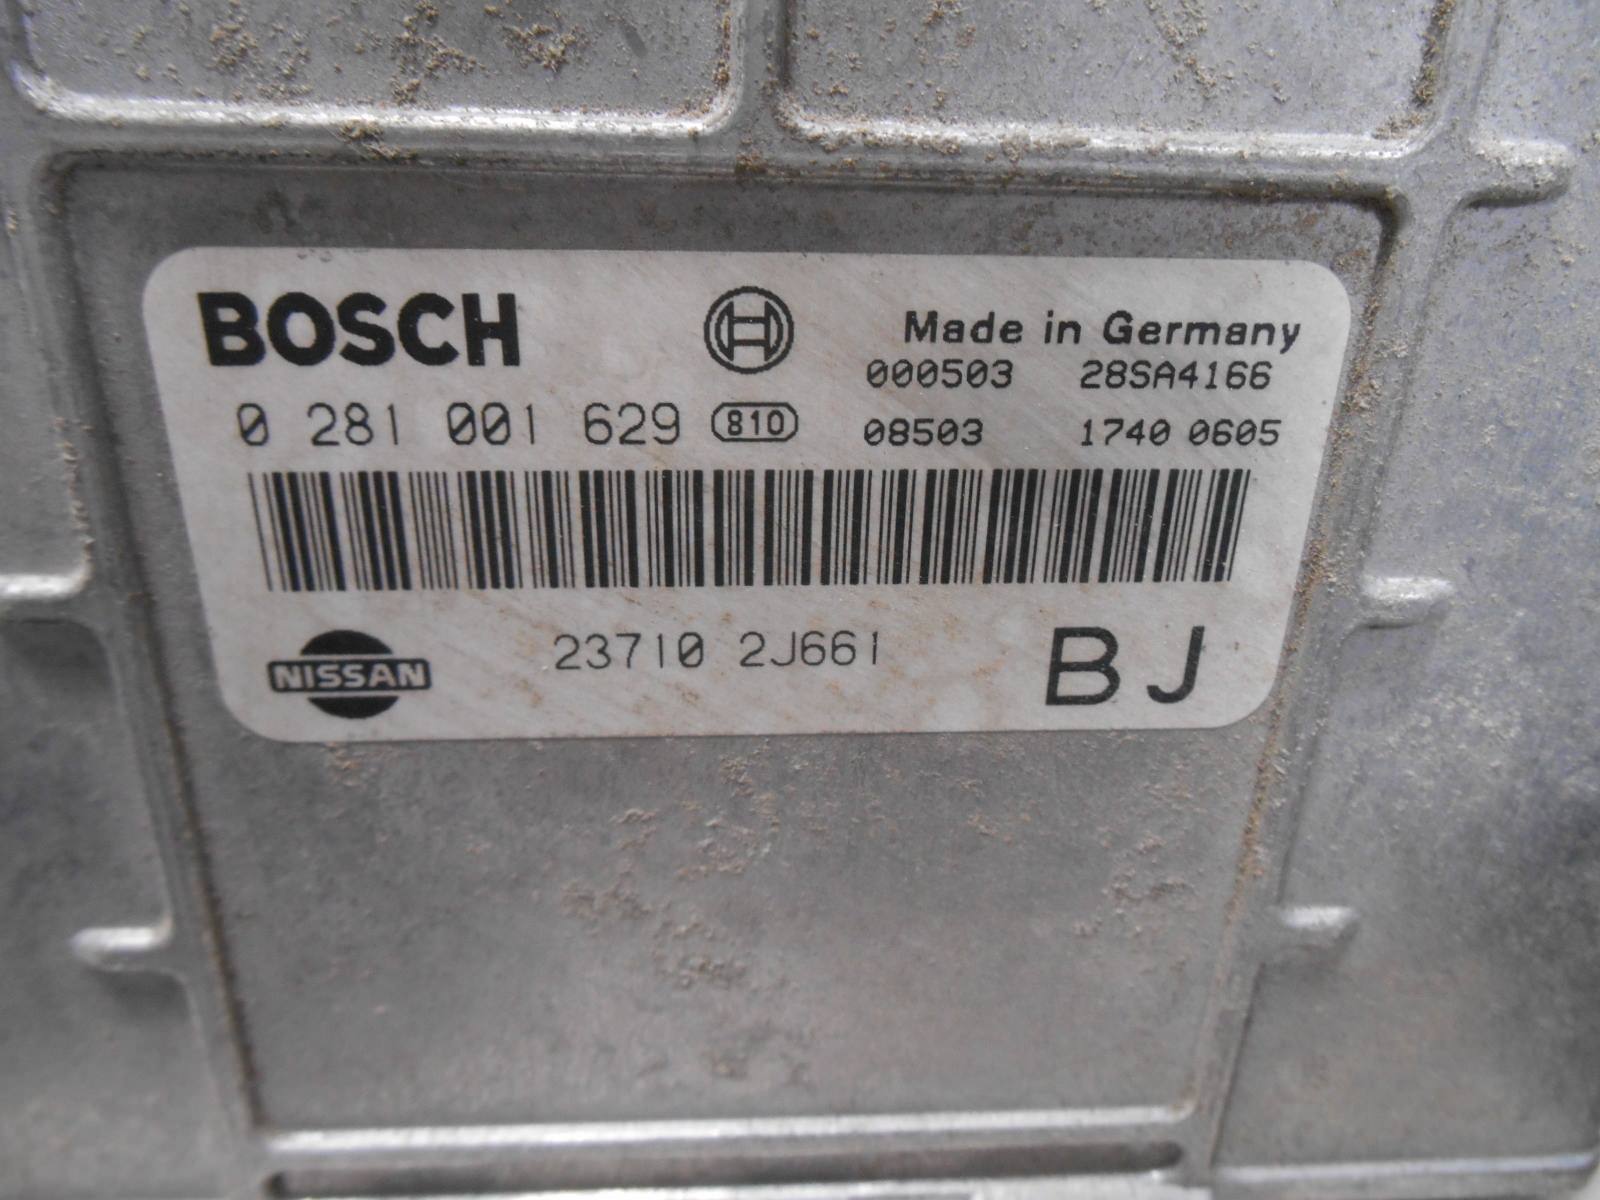 BOSCH
Made in Germany
000503 28SA4166
0 281 001 629 810
08503 1740 0605
NISSAN
23710 2J661
BJ